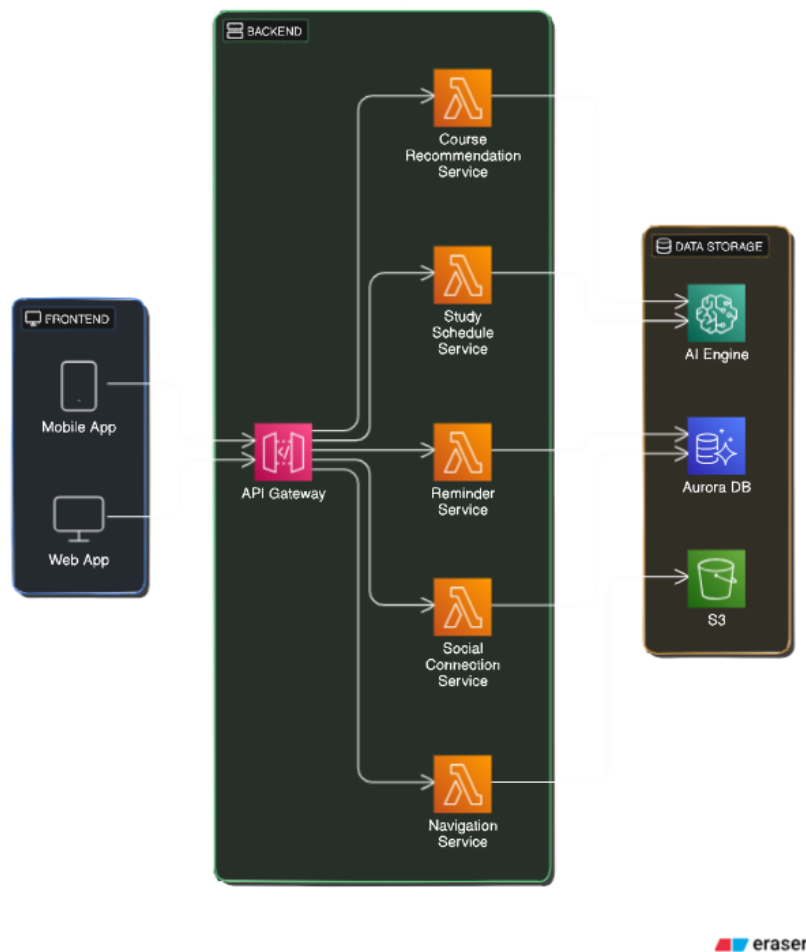 BACKEND
Course
Recommendation
Service
Study
Schedule
Service
DATA STORAGE
AI Engine
FRONTEND
Mobile App
Web App
API Gateway
Reminder
Service
Aurora DB
S3
Social
Connection
Service
Navigation
Service
eraser